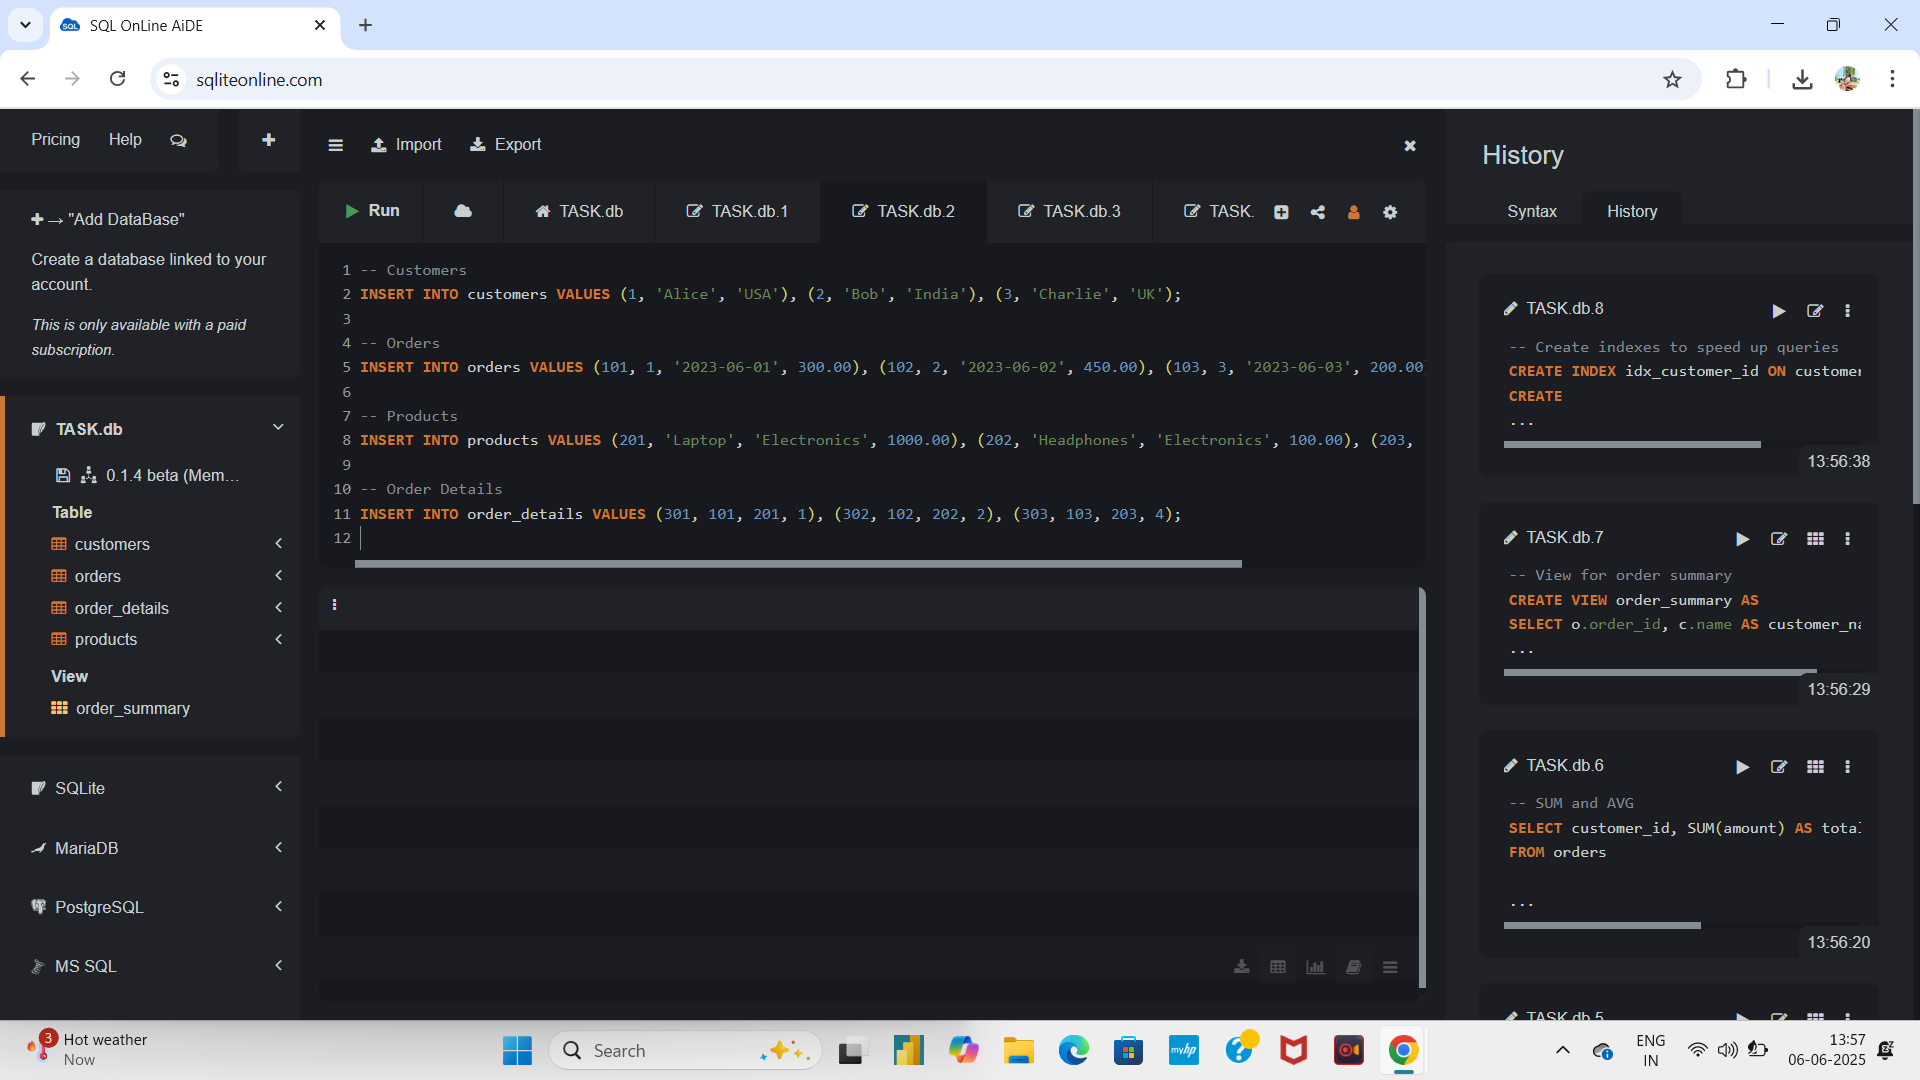 SQL OnLine AiDE
sqliteonline.com
Pricing
Help
Import
Export
"Add DataBase"
Create a database linked to your
account.
This is only available with a paid
subscription.
TASK.db
0.1.4 beta (Mem...
Table
customers
orders
order_details
products
View
order_summary
SQLite
MariaDB
PostgreSQL
MS SQL
Run
TASK.db
TASK.db.1
TASK.db.2
TASK.db.3
TASK.
1 -- Customers
2 INSERT INTO customers VALUES (1, 'Alice', 'USA'), (2, 'Bob', 'India'), (3, 'Charlie', 'UK');
3
4 -- Orders
5 INSERT INTO orders VALUES (101, 1, '2023-06-01', 300.00), (102, 2, '2023-06-02', 450.00), (103, 3, '2023-06-03', 200.00
6
7 -- Products
8 INSERT INTO products VALUES (201, 'Laptop', 'Electronics', 1000.00), (202, 'Headphones', 'Electronics', 100.00), (203,
9
10 -- Order Details
11 INSERT INTO order_details VALUES (301, 101, 201, 1), (302, 102, 202, 2), (303, 103, 203, 4);
12
History
Syntax
History
TASK.db.8
-- Create indexes to speed up queries
CREATE INDEX idx_customer_id ON customer
CREATE
...
13:56:38
TASK.db.7
-- View for order summary
CREATE VIEW order_summary AS
SELECT o.order_id, c.name AS customer_na
...
13:56:29
TASK.db.6
-- SUM and AVG
SELECT customer_id, SUM(amount) AS total
FROM orders
...
13:56:20
TASK.db.5
3
Hot weather
Now
Search
myhp
ENG
IN
13:57
06-06-2025